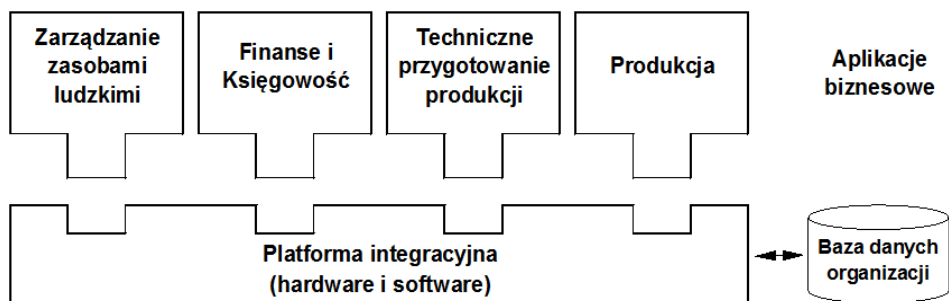 Zarządzanie
zasobami
ludzkimi
Finanse i
Księgowość
Techniczne
przygotowanie
produkcji
Produkcja
Aplikacje
biznesowe
Platforma integracyjna
(hardware i software)
Baza danych
organizacji